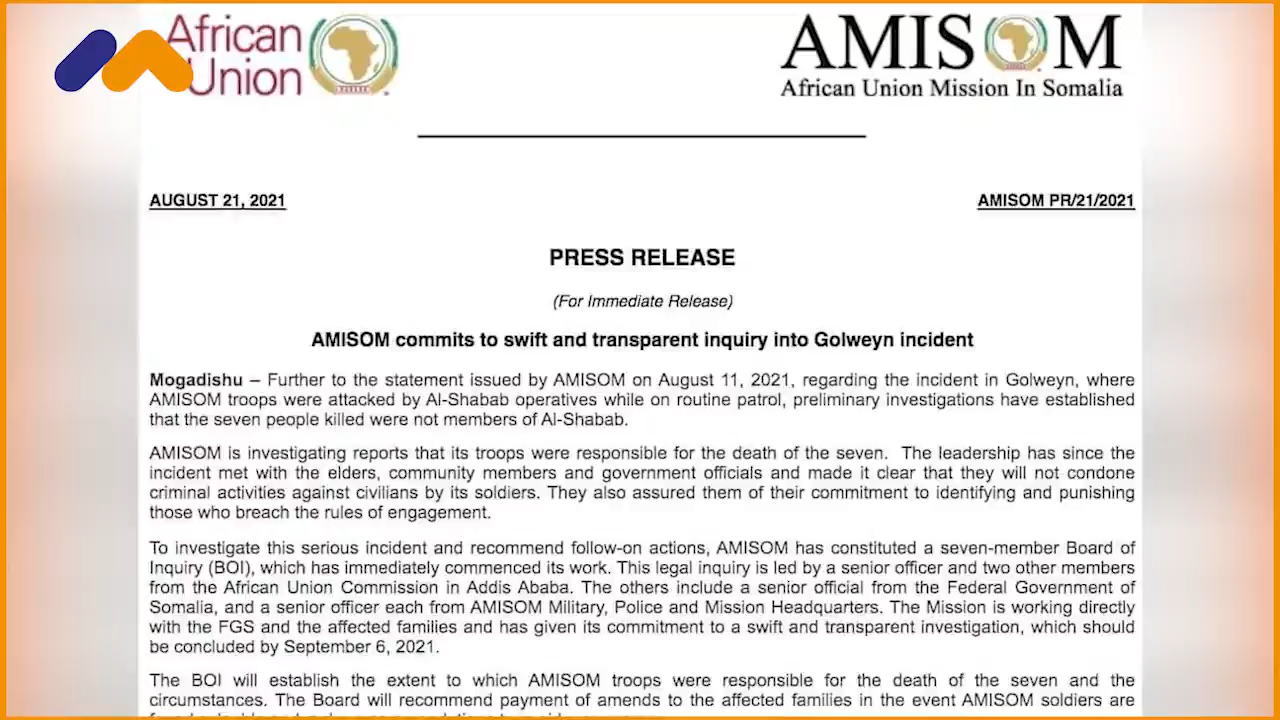 African
Union
AMISOM
African Union Mission In Somalia
AUGUST 21, 2021
AMISOM PR/21/2021
PRESS RELEASE
(For Immediate Release)
AMISOM commits to swift and transparent inquiry into Golweyn incident
Mogadishu – Further to the statement issued by AMISOM on August 11, 2021, regarding the incident in Golweyn, where
AMISOM troops were attacked by Al-Shabab operatives while on routine patrol, preliminary investigations have established
that the seven people killed were not members of Al-Shabab.
AMISOM is investigating reports that its troops were responsible for the death of the seven. The leadership has since the
incident met with the elders, community members and government officials and made it clear that they will not condone
criminal activities against civilians by its soldiers. They also assured them of their commitment to identifying and punishing
those who breach the rules of engagement.
To investigate this serious incident and recommend follow-on actions, AMISOM has constituted a seven-member Board of
Inquiry (BOI), which has immediately commenced its work. This legal inquiry is led by a senior officer and two other members
from the African Union Commission in Addis Ababa. The others include a senior official from the Federal Government of
Somalia, and a senior officer each from AMISOM Military, Police and Mission Headquarters. The Mission is working directly
with the FGS and the affected families and has given its commitment to a swift and transparent investigation, which should
be concluded by September 6, 2021.
The BOI will establish the extent to which AMISOM troops were responsible for the death of the seven and the
circumstances. The Board will recommend payment of amends to the affected families in the event AMISOM soldiers are